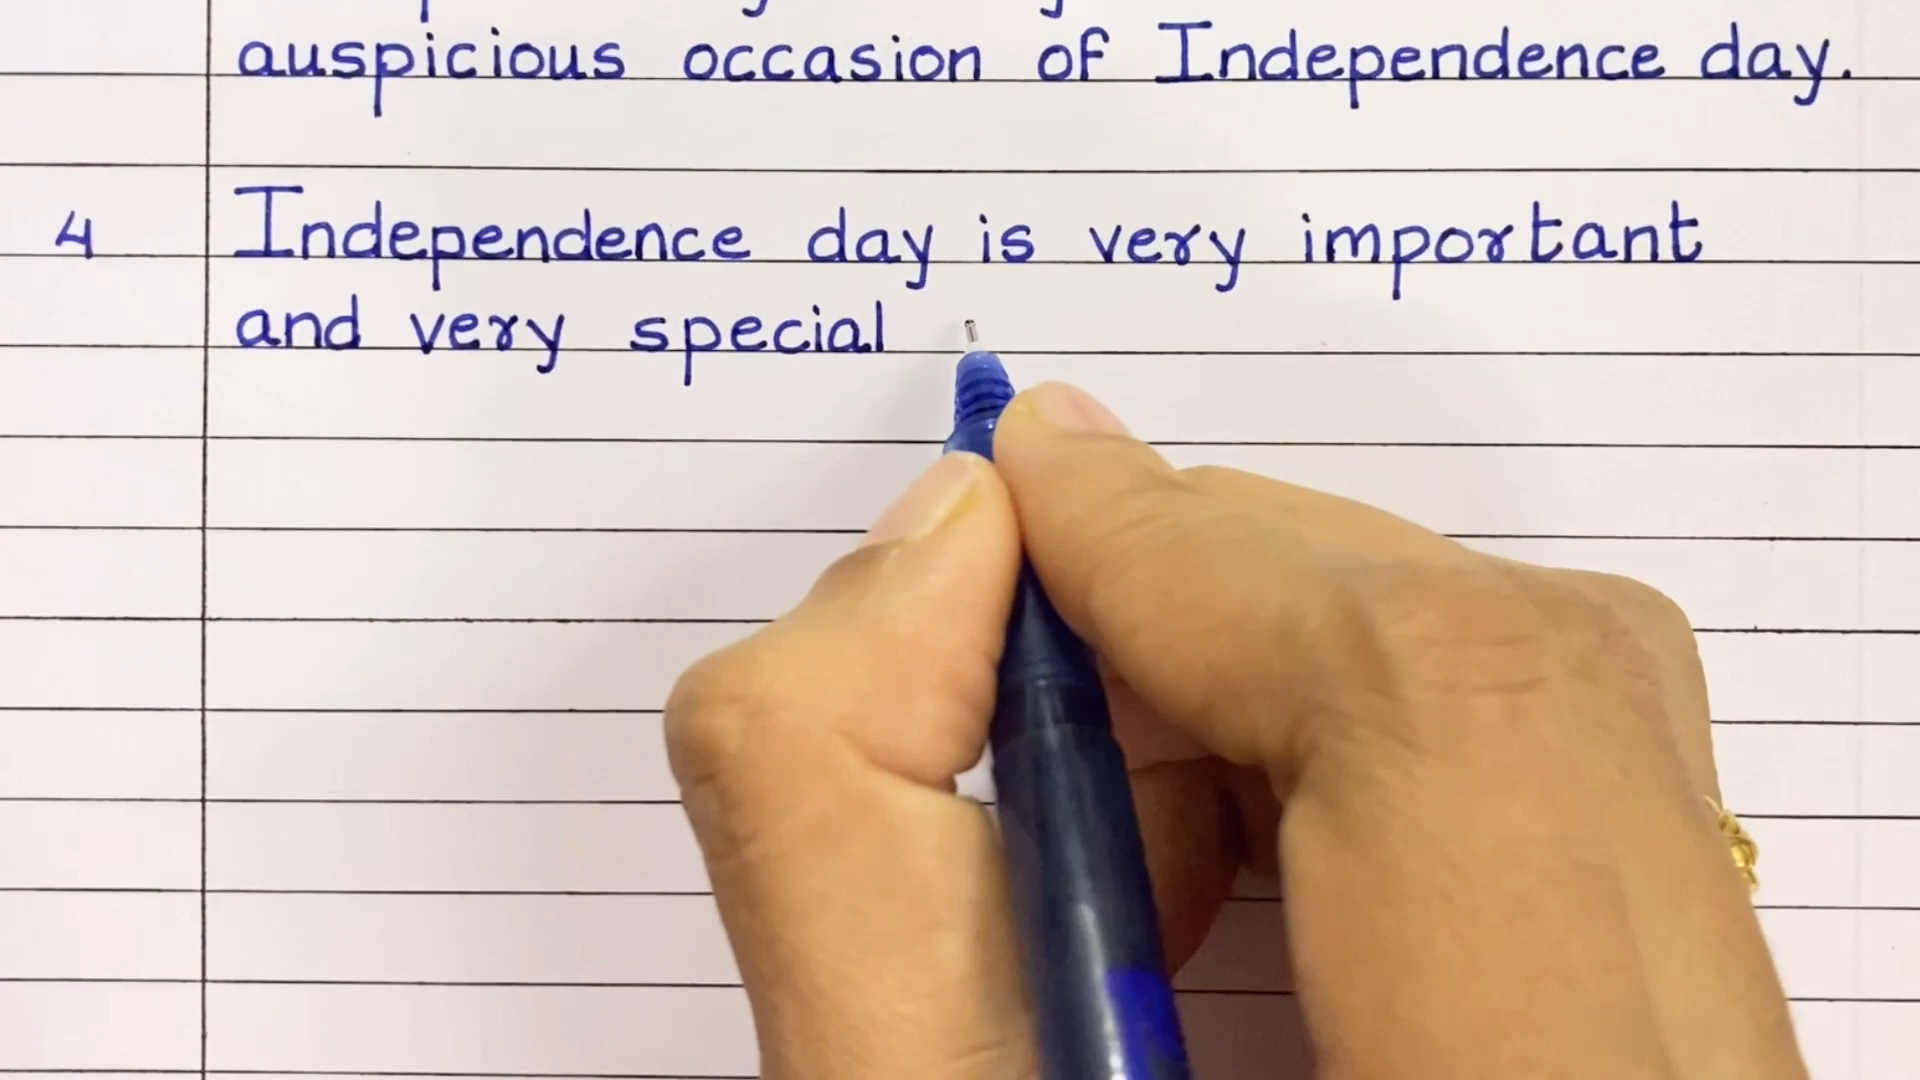 auspicious occasion of Independence day.
4 Independence day is very important
and very special